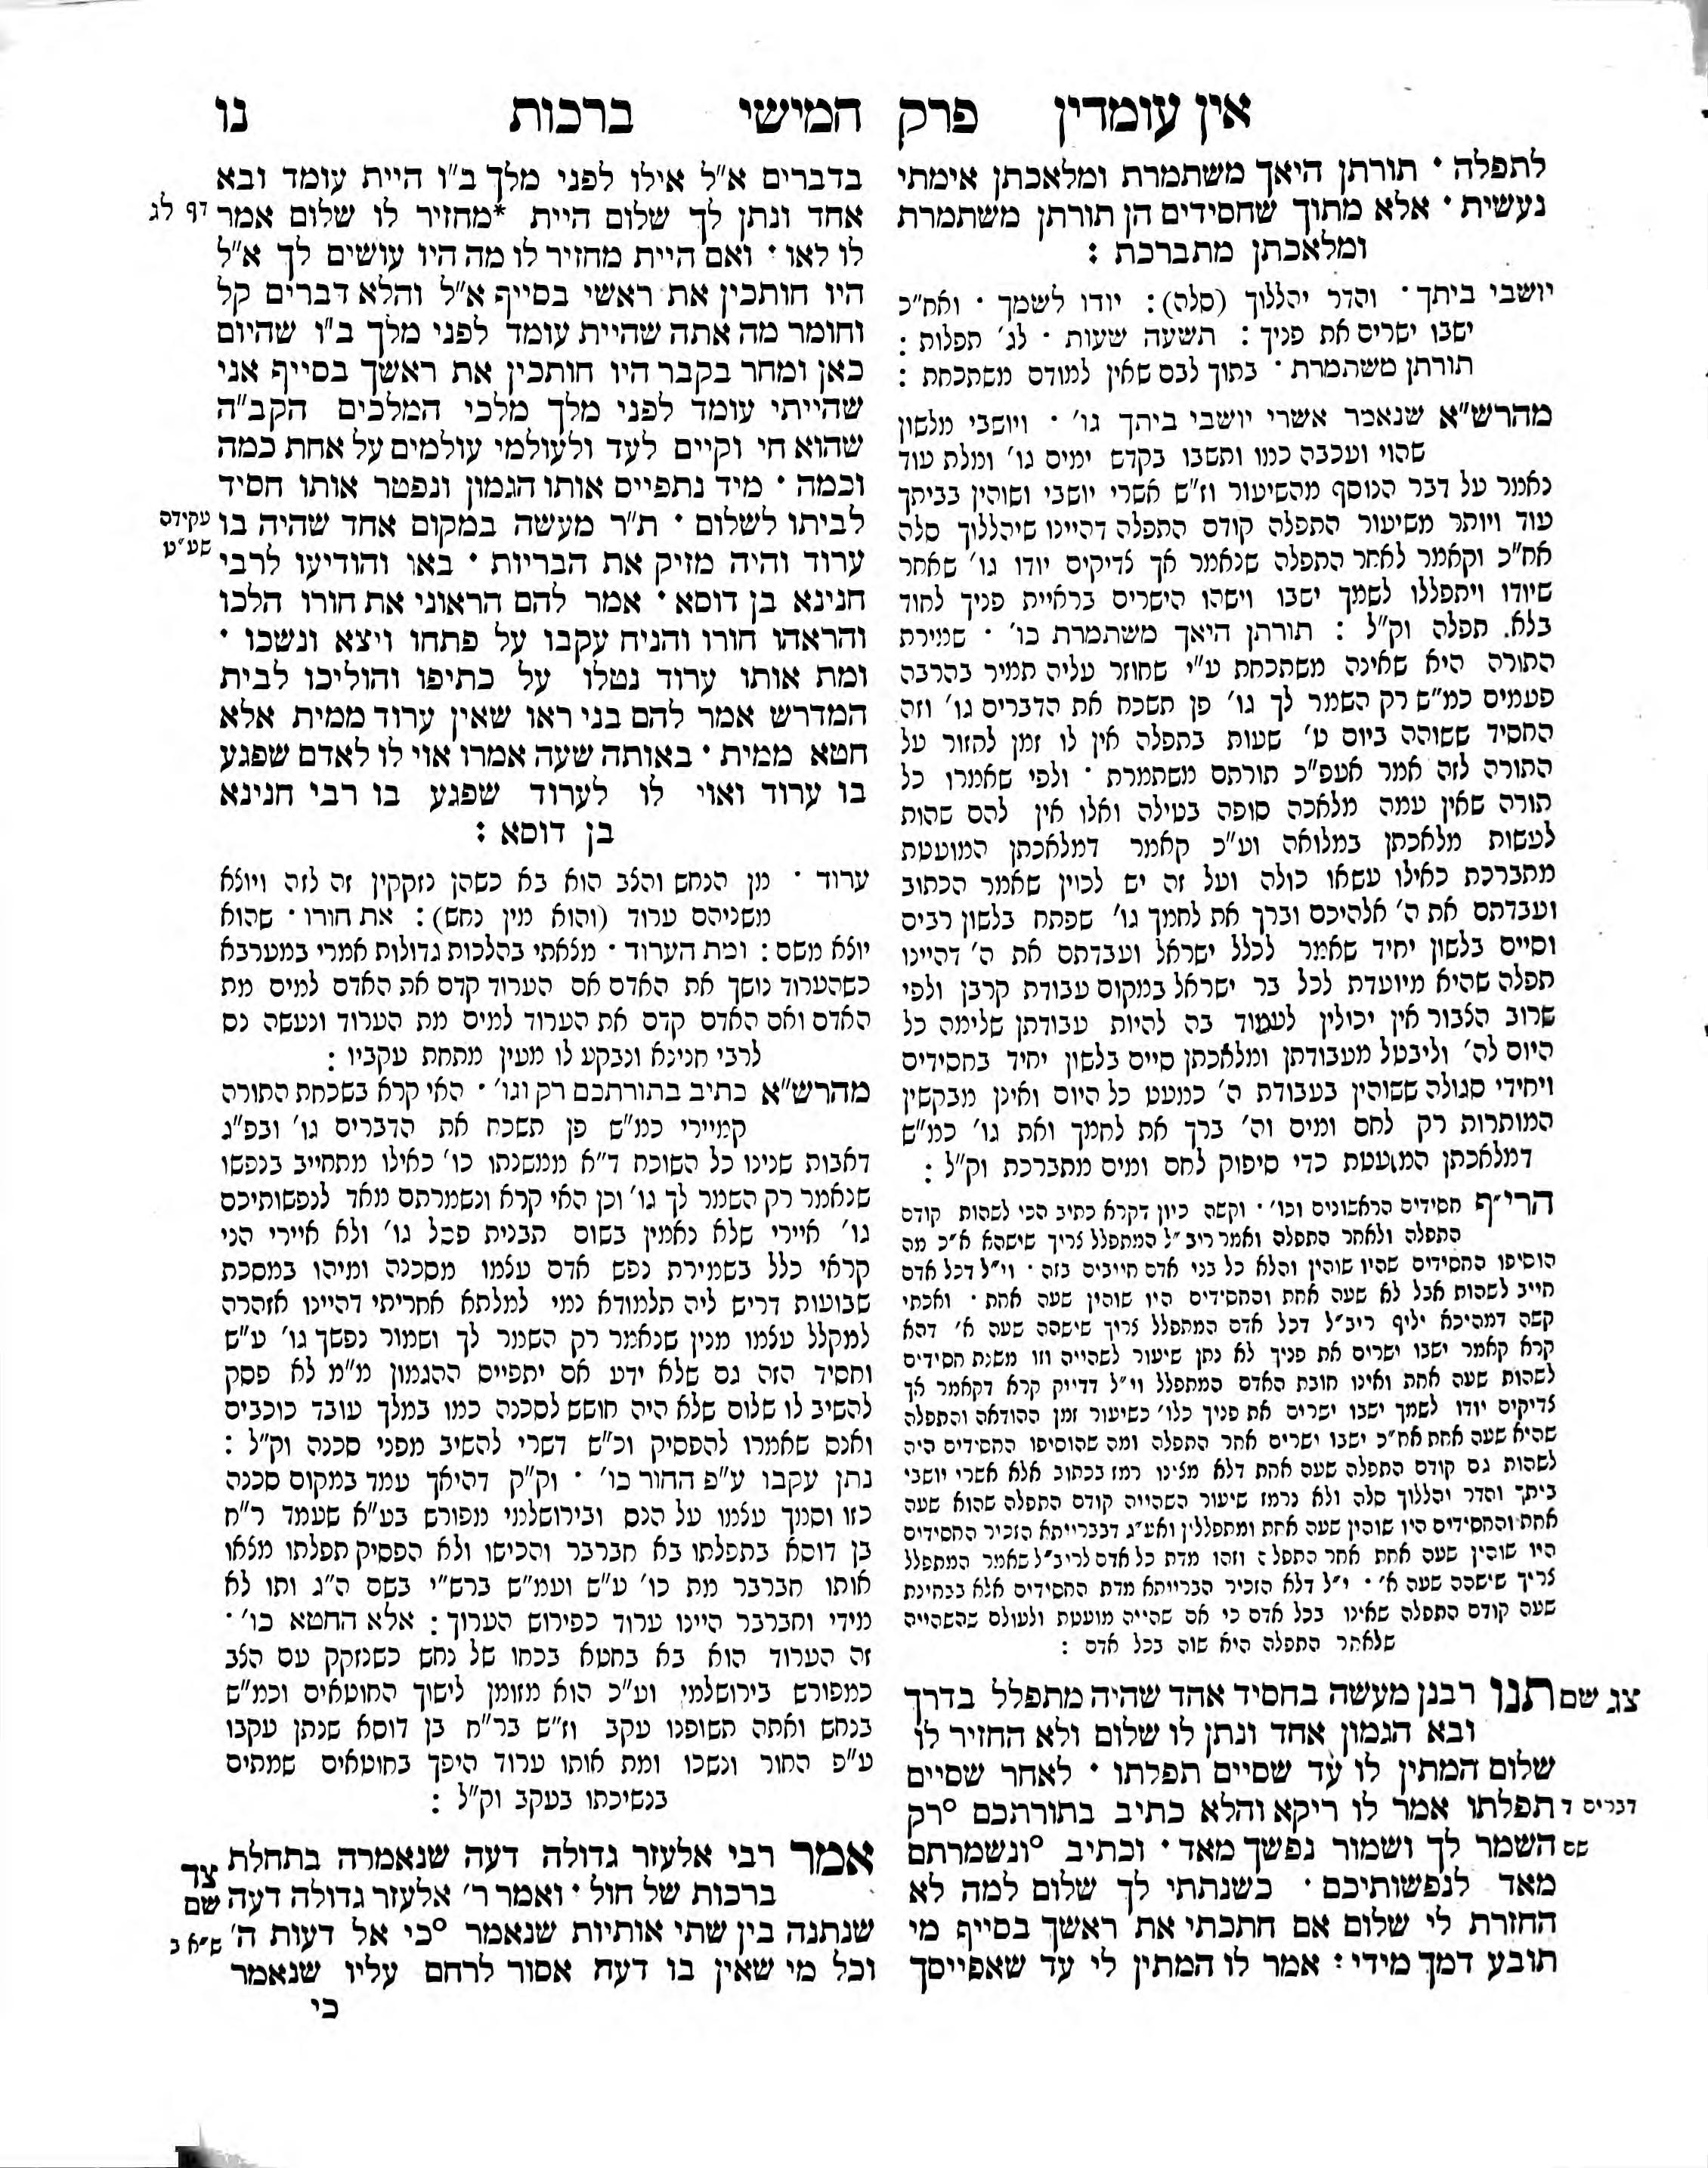 אין עומדין פרק חמישי ברכות נו
לתפלה · תורתן היאך משתמרת ומלאכתן אימתי
נעשית · אלא מתוך שחסידים הן תורתן משתמרת
ומלאכתן מתברכת :
יושבי ביתך · והדר יהללוך (סלה) : יודו לשמך · ואח"כ
ישבו ישרים את פניך : תשעה שעות · לג' תפלות :
תורתן משתמרת · בתוך לבם שאין למודם משתכחת :
מהרש"א שנאמר אשרי יושבי ביתך גו' · ויושבי מלשון
שהוי ועכבה כמו ותשבו בקדש ימים גו' ומלת עוד
נאמר על דבר הנוסף מהשיעור וז"ש אשרי יושבי ושוהין בביתך
עוד ויותר משיעור התפלה קודם התפלה דהיינו שיהללוך סלה
אח"כ וקאמר לאחר התפלה שנאמר אך צדיקים יודו גו' שאחר
שיודו ויתפללו לשמך ישבו וישהו הישרים בראיית פניך לחוד
בלא תפלה וק"ל : תורתן היאך משתמרת כו' · שמירת
התורה היא שאינה משתכחת ע"י שחוזר עליה תמיד בהרבה
פעמים כמ"ש רק השמר לך גו' פן תשכח את הדברים גו' וזה
החסיד ששוהה ביום ט' שעות בתפלה אין לו זמן לחזור על
התורה לזה אמר אעפ"כ תורתם משתמרת · ולפי שאמרו כל
תורה שאין עמה מלאכה סופה בטילה ואלו אין להם שהות
לעשות מלאכתן במלואה וע"כ קאמר דמלאכתן המועטת
מתברכת כאילו עשאו כולה ועל זה יש לכוין שאמר הכתוב
ועבדתם את ה' אלהיכם וברך את לחמך גו' שפתח בלשון רבים
וסיים בלשון יחיד שאמר לכלל ישראל ועבדתם את ה' דהיינו
תפלה שהיא מיועדת לכל בר ישראל במקום עבודת קרבן ולפי
שרוב הצבור אין יכולין לעמוד בה להיות עבודתן שלימה כל
היום לה' וליבטל מעבודתן ומלאכתן סיים בלשון יחיד בחסידים
ויחידי סגולה ששוהין בעבודת ה' כמעט כל היום ואינן מבקשין
המותרות רק לחם ומים וה' ברך את לחמך ואת גו' כמ"ש
דמלאכתן המועטת כדי סיפוק לחם ומים מתברכת וק"ל :
הרי"ף חסידים הראשונים וכו' · וקשה כיון דקרא כתיב הכי לשהות קודם
התפלה ולאחר התפלה ואמר ריב"ל המתפלל צריך שישהא א"כ מה
הוסיפו החסידים שהיו שוהין והלא כל בני אדם חייבים בזה · וי"ל דכל אדם
חייב לשהות אבל לא שעה אחת והחסידים היו שוהין שעה אחת · ואכתי
קשה דמהיכא יליף ריב"ל דכל אדם המתפלל צריך שישהה שעה א' דהא
קרא קאמר ישבו ישרים את פניך לא נתן שיעור לשהייה וזו משנת חסידים
לשהות שעה אחת ואינו חובת האדם המתפלל וי"ל דדייק קרא דקאמר אך
צדיקים יודו לשמך ישבו ישרים את פניך כלו' כשיעור זמן ההודאה והתפלה
שהיא שעה אחת אח"כ ישבו ישרים אחר התפלה ומה שהוסיפו החסידים היה
לשהות גם קודם התפלה שעה אחת דלא מצינו רמז בכתוב אלא אשרי יושבי
ביתך והדר יהללוך סלה ולא נרמז שיעור השהייה קודם התפלה שהוא שעה
אחת והחסידים היו שוהין שעה אחת ומתפללין ואע"ג דבברייתא הזכיר החסידים
היו שוהין שעה אחת אחר התפלה וזהו מדת כל אדם לריב"ל שאמר המתפלל
צריך שישהה שעה א' · י"ל דלא הזכיר הברייתא מדת החסידים אלא בבחינת
שעה קודם התפלה שאינו בכל אדם כי אם שהייה מועטת ולעולם שהשהייה
שלאחר התפלה היא שוה בכל אדם :
צג שם תנו רבנן מעשה בחסיד אחד שהיה מתפלל בדרך
ובא הגמון אחד ונתן לו שלום ולא החזיר לו
שלום המתין לו עד שסיים תפלתו · לאחר שסיים
דברים ד תפלתו אמר לו ריקא והלא כתיב בתורתכם °רק
שם השמר לך ושמור נפשך מאד · וכתיב °ונשמרתם
מאד לנפשותיכם · כשנתתי לך שלום למה לא
החזרת לי שלום אם חתכתי את ראשך בסייף מי
תובע דמך מידי : אמר לו המתין לי עד שאפייסך
בדברים א"ל אילו לפני מלך ב"ו היית עומד ובא
אחד ונתן לך שלום היית *מחזיר לו שלום אמר דף לג
לו לאו : ואם היית מחזיר לו מה היו עושים לך א"ל
היו חותכין את ראשי בסייף א"ל והלא דברים קל
וחומר מה אתה שהיית עומד לפני מלך ב"ו שהיום
כאן ומחר בקבר היו חותכין את ראשך בסייף אני
שהייתי עומד לפני מלך מלכי המלכים הקב"ה
שהוא חי וקיים לעד ולעולמי עולמים על אחת כמה
וכמה · מיד נתפייס אותו הגמון ונפטר אותו חסיד
לביתו לשלום · ת"ר מעשה במקום אחד שהיה בו עקידה
שע"ט
ערוד והיה מזיק את הבריות · באו והודיעו לרבי
חנינא בן דוסא · אמר להם הראוני את חורו הלכו
והראהו חורו והניח עקבו על פתחו ויצא ונשכו ·
ומת אותו ערוד נטלו על כתיפו והוליכו לבית
המדרש אמר להם בני ראו שאין ערוד ממית אלא
חטא ממית · באותה שעה אמרו אוי לו לאדם שפגע
בו ערוד ואוי לו לערוד שפגע בו רבי חנינא
בן דוסא :
ערוד · מן הנחש והצב הוא בא כשהן נזקקין זה לזה ויוצא
משניהם ערוד (והוא מין נחש) : את חורו · שהוא
יוצא משם : ומת הערוד · מצאתי בהלכות גדולות אמרי במערבא
כשהערוד נושך את האדם אם הערוד קדם את האדם למים מת
האדם ואם האדם קדם את הערוד למים מת הערוד ונעשה נס
לרבי חנינא ונבקע לו מעין מתחת עקביו :
מהרש"א כתיב בתורתכם רק וגו' · האי קרא בשכחת התורה
קמיירי כמ"ש פן תשכח את הדברים גו' ובפ"ג
דאבות שנינו כל השוכח ד"א ממשנתו כו' כאילו מתחייב בנפשו
שנאמר רק השמר לך גו' וכן האי קרא ונשמרתם מאד לנפשותיכם
גו' איירי שלא נאמין בשום תבנית פסל גו' ולא איירי הני
קראי כלל בשמירת נפש אדם עצמו מסכנה ומיהו במסכת
שבועות דריש ליה תלמודא נמי למלתא אחריתי דהיינו אזהרה
למקלל עצמו מנין שנאמר רק השמר לך ושמור נפשך גו' ע"ש
וחסיד הזה גם שלא ידע אם יתפייס ההגמון מ"מ לא פסק
להשיב לו שלום שלא היה חושש לסכנה כמו במלך עובד כוכבים
ואנס שאמרו להפסיק וכ"ש דשרי להשיב מפני סכנה וק"ל :
נתן עקבו ע"פ החור כו' · וק"ק דהיאך עמד במקום סכנה
כזו וסמך עצמו על הנס ובירושלמי מפורש בע"א שעמד ר"ח
בן דוסא בתפלתו בא חברבר והכישו ולא הפסיק תפלתו מצאו
אותו חברבר מת כו' ע"ש ועמ"ש ברש"י בשם ה"ג ותו לא
מידי וחברבר היינו ערוד כפירוש הערוך : אלא החטא כו' ·
זה הערוד הוא בא בחטא בכחו של נחש כשנזקק עם הצב
כמפורש בירושלמי וע"כ הוא מזומן לישוך החוטאים וכמ"ש
בנחש ואתה תשופנו עקב וז"ש בר"ח בן דוסא שנתן עקבו
ע"פ החור ונשכו ומת אותו ערוד היפך בחוטאים שמתים
בנשיכתו בעקב וק"ל :
אמר רבי אלעזר גדולה דעה שנאמרה בתחלת צד
ברכות של חול · ואמר ר' אלעזר גדולה דעה שם
שנתנה בין שתי אותיות שנאמר °כי אל דעות ה' ש"א ב
וכל מי שאין בו דעה אסור לרחם עליו שנאמר
כי